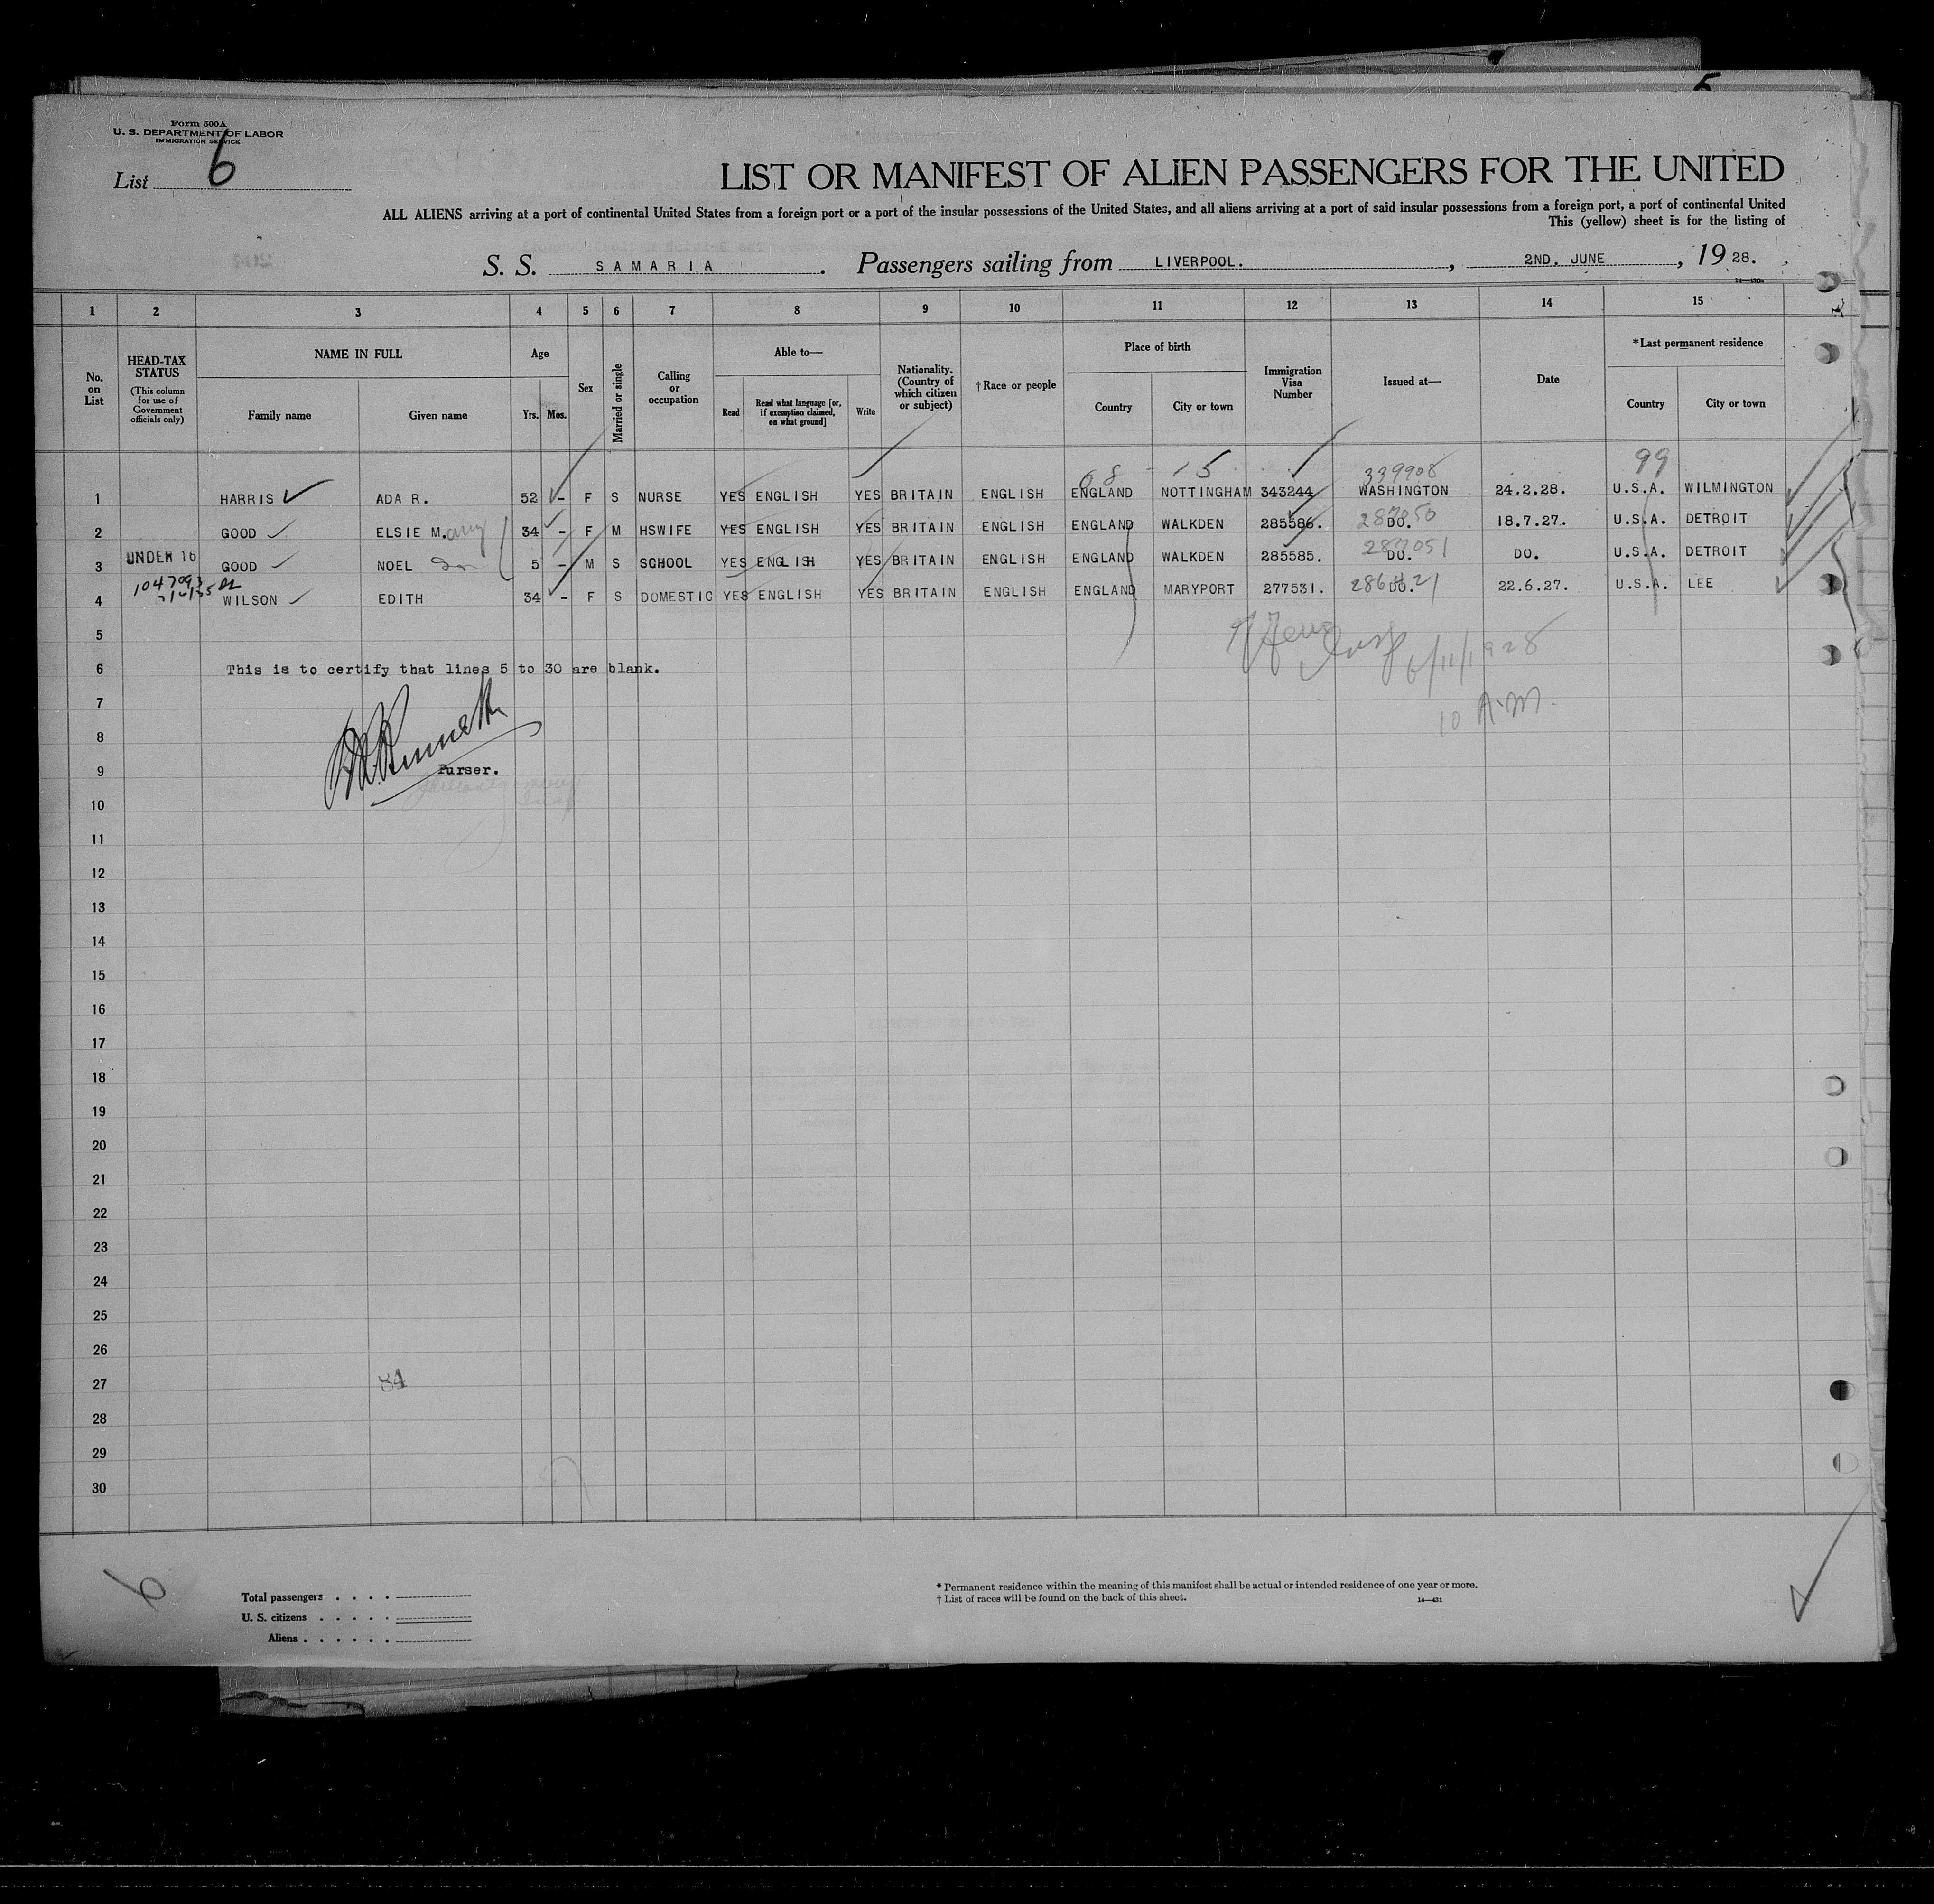 Form 500A
U. S. DEPARTMENT OF LABOR
IMMIGRATION SERVICE
List 6
LIST OR MANIFEST OF ALIEN PASSENGERS FOR THE UNITED
ALL ALIENS arriving at a port of continental United States from a foreign port or a port of the insular possessions of the United States, and all aliens arriving at a port of said insular possessions from a foreign port, a port of continental United
This (yellow) sheet is for the listing of
S. S. SAMARIA. Passengers sailing from LIVERPOOL., 2ND. JUNE, 1928.
1 2 3 4 5 6 7 8 9 10 11 12 13 14 15
No. on List
HEAD-TAX STATUS (This column for use of Government officials only)
NAME IN FULL Family name Given name
Age Yrs. Mos.
Sex
Married or single
Calling or occupation
Able to— Read Read what language [or, if exemption claimed, on what ground] Write
Nationality. (Country of which citizen or subject)
†Race or people
Place of birth Country City or town
Immigration Visa Number
Issued at—
Date
*Last permanent residence Country City or town
339908 99
1 HARRIS ADA R. 52 – F S NURSE YES ENGLISH YES BRITAIN ENGLISH ENGLAND NOTTINGHAM 343244 WASHINGTON 24.2.28. U.S.A. WILMINGTON
2 GOOD ELSIE M.ary 34 – F M HSWIFE YES ENGLISH YES BRITAIN ENGLISH ENGLAND WALKDEN 285586. DO. 18.7.27. U.S.A. DETROIT
3 UNDER 16 GOOD NOEL 5 – M S SCHOOL YES ENGLISH YES BRITAIN ENGLISH ENGLAND WALKDEN 285585. DO. DO. U.S.A. DETROIT
4 WILSON EDITH 34 – F S DOMESTIC YES ENGLISH YES BRITAIN ENGLISH ENGLAND MARYPORT 277531. DO. 22.6.27. U.S.A. LEE
5
6 This is to certify that lines 5 to 30 are blank.
6/11/1928
7
10 A.M.
8
9 Purser.
10
11
12
13
14
15
16
17
18
19
20
21
22
23
24
25
26
27
28
29
30
6
Total passengers
U. S. citizens
Aliens
* Permanent residence within the meaning of this manifest shall be actual or intended residence of one year or more.
† List of races will be found on the back of this sheet.
14—431